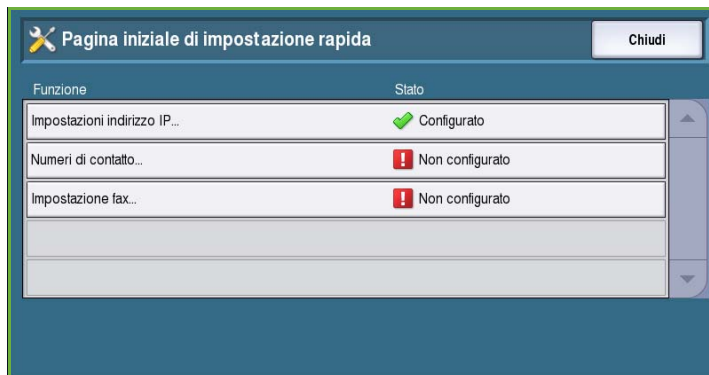 Pagina iniziale di impostazione rapida
Chiudi
Funzione Stato
Impostazioni indirizzo IP... Configurato
Numeri di contatto... Non configurato
Impostazione fax... Non configurato